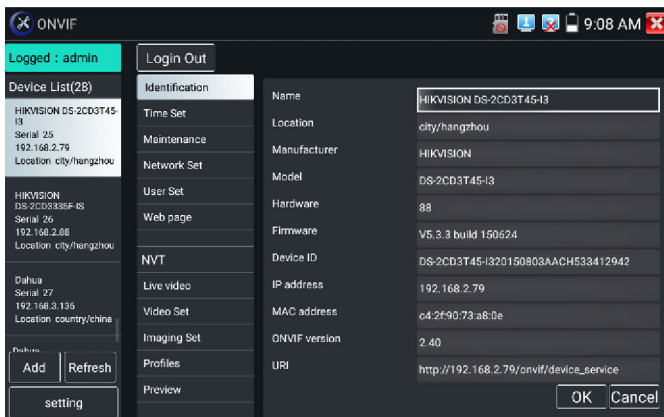 ONVIF
9:08 AM
Logged : admin
Login Out
Device List(28)
HIKVISION DS-2CD3T45-
I3
Serial 25
192.168.2.79
Location city/hangzhou
HIKVISION
DS-2CD3335F-IS
Serial 26
192.168.2.88
Location city/hangzhou
Dahua
Serial 27
192.168.3.136
Location country/china
Dahua
Add
Refresh
setting
Identification
Time Set
Maintenance
Network Set
User Set
Web page
NVT
Live video
Video Set
Imaging Set
Profiles
Preview
Name
HIKVISION DS-2CD3T45-I3
Location
city/hangzhou
Manufacturer
HIKVISION
Model
DS-2CD3T45-I3
Hardware
88
Firmware
V5.3.3 build 150624
Device ID
DS-2CD3T45-I320150803AACH533412942
IP address
192.168.2.79
MAC address
c4:2f:90:73:a8:0e
ONVIF version
2.40
URI
http://192.168.2.79/onvif/device_service
OK
Cancel